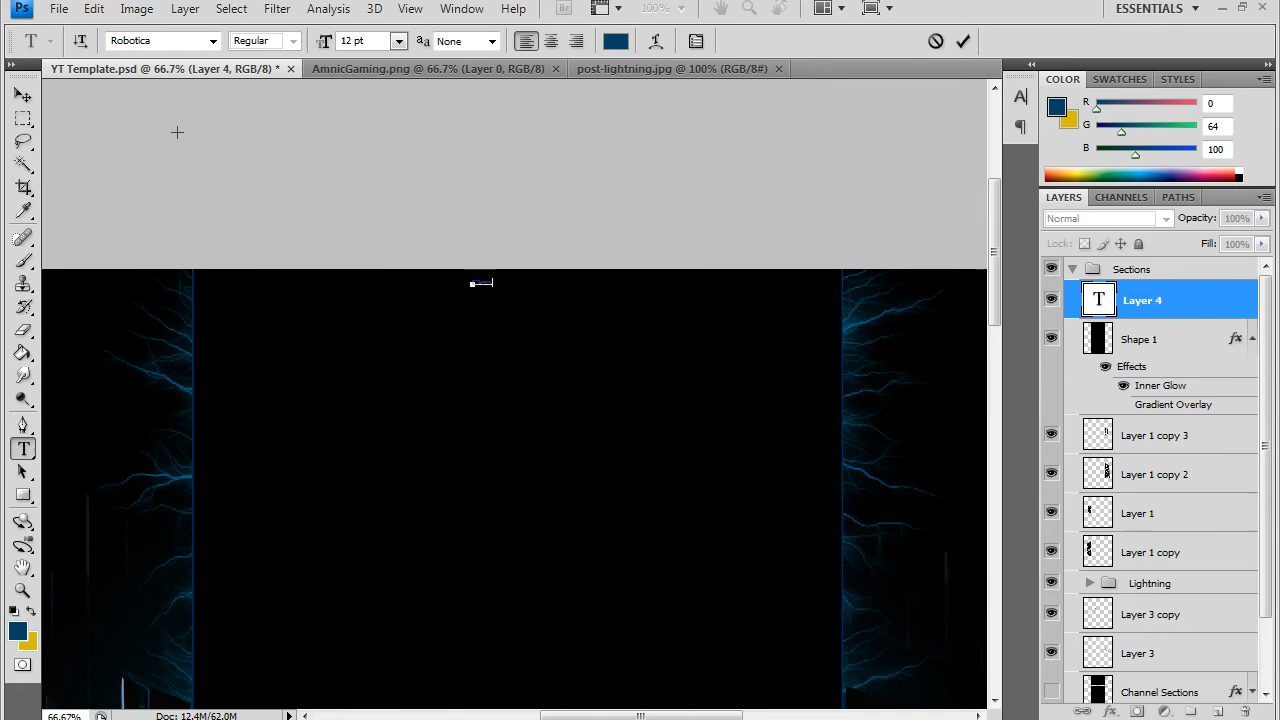 Ps File Edit Image Layer Select Filter Analysis 3D View Window Help Br 100% ESSENTIALS
T Robotica Regular 12 pt aa None
YT Template.psd @ 66.7% (Layer 4, RGB/8) * AmnicGaming.png @ 66.7% (Layer 0, RGB/8) post-lightning.jpg @ 100% (RGB/8#)
COLOR SWATCHES STYLES
R 0
G 64
B 100
LAYERS CHANNELS PATHS
Normal Opacity: 100%
Lock: Fill: 100%
Sections
T Layer 4
Shape 1 fx
Effects
Inner Glow
Gradient Overlay
Layer 1 copy 3
Layer 1 copy 2
Layer 1
Layer 1 copy
Lightning
Layer 3 copy
Layer 3
Channel Sections fx
66.67% Doc: 12.4M/62.0M